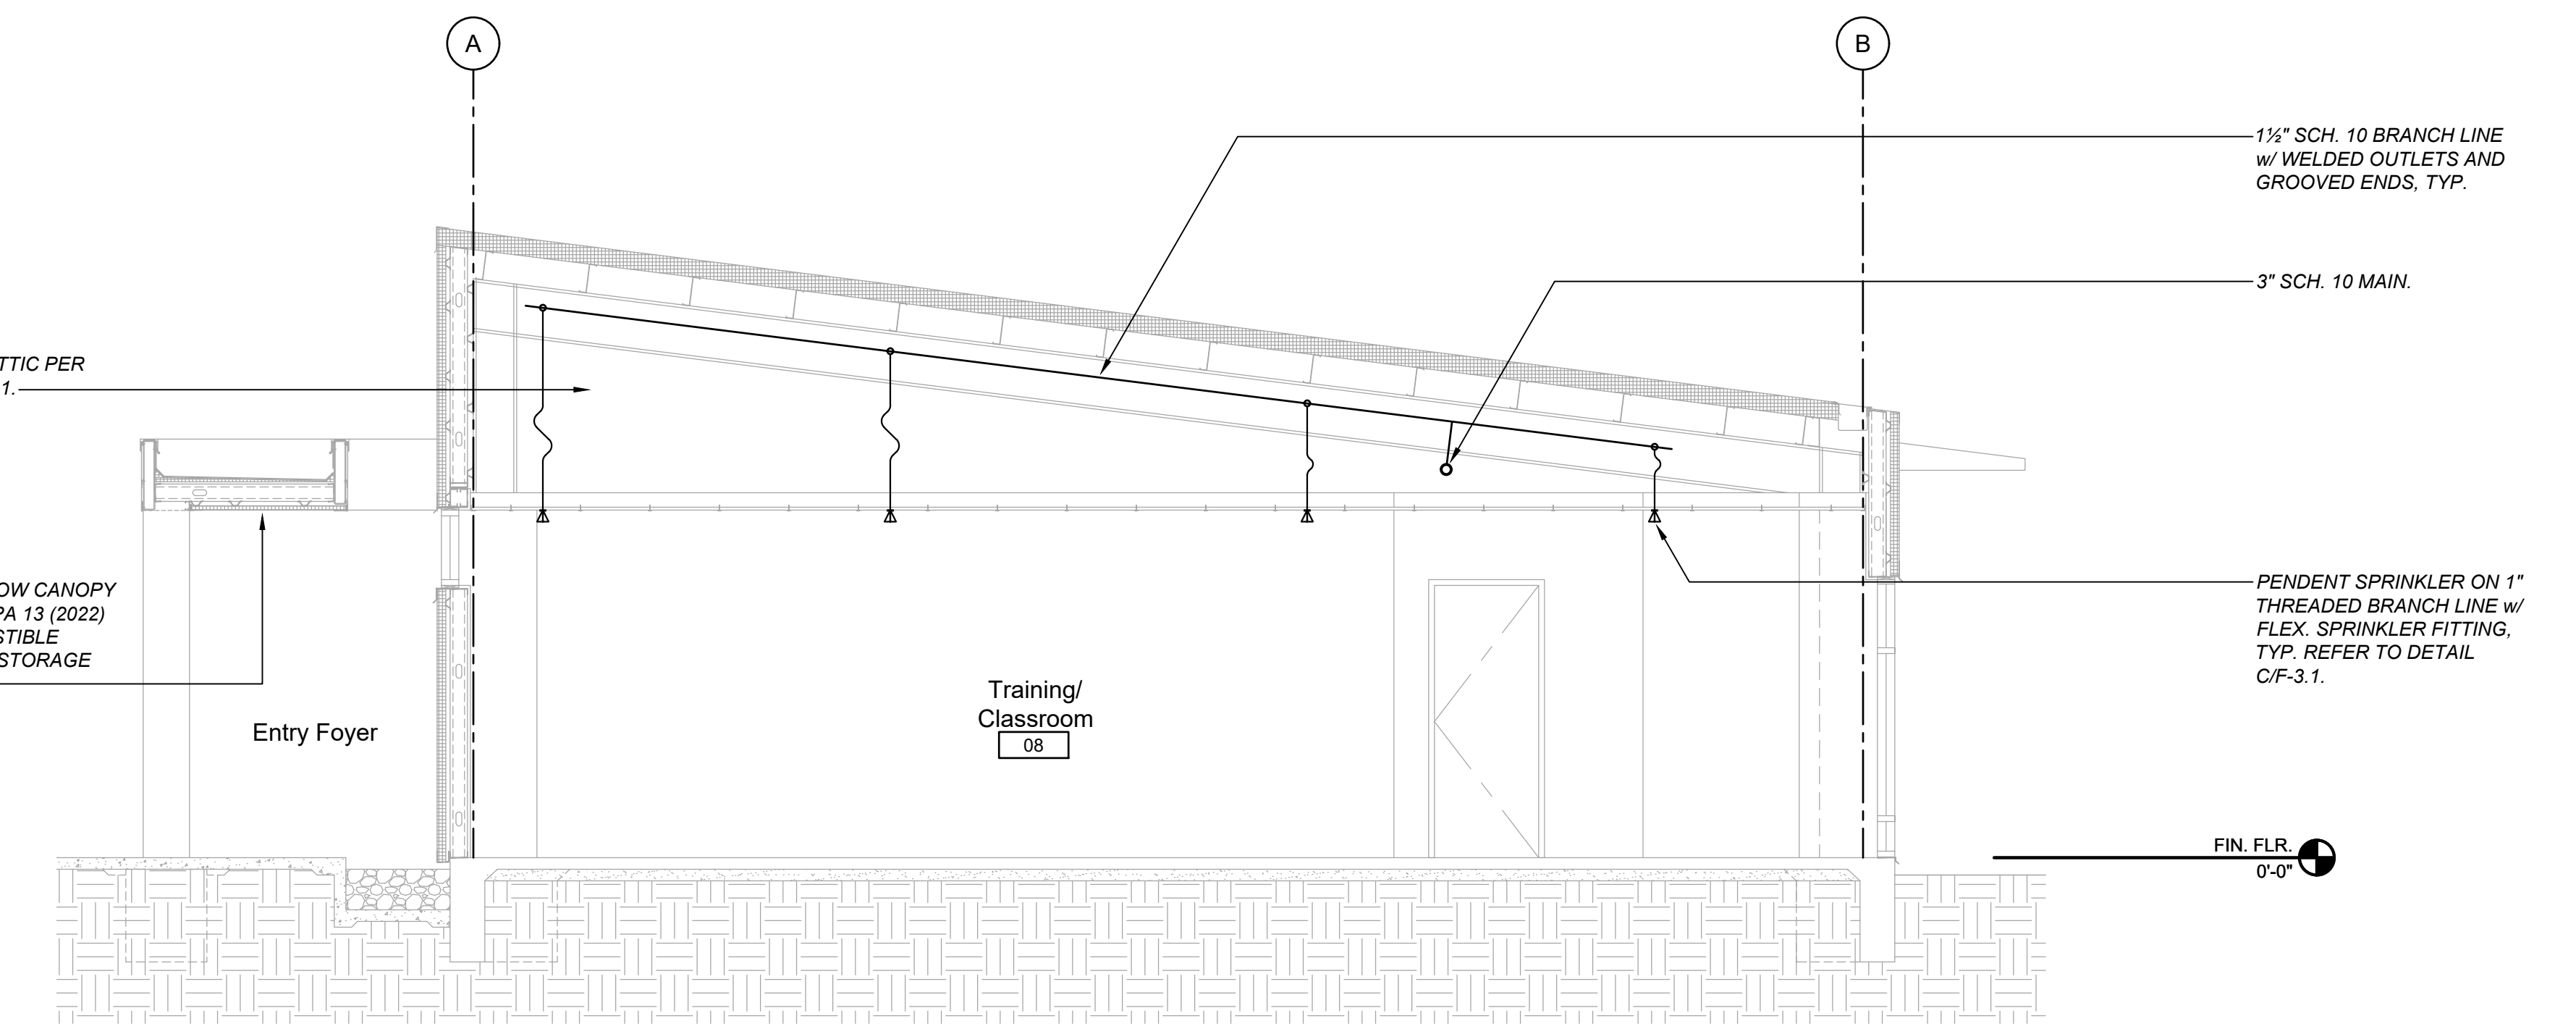 A
B
1½" SCH. 10 BRANCH LINE
w/ WELDED OUTLETS AND
GROOVED ENDS, TYP.
3" SCH. 10 MAIN.
TTIC PER
1.
OW CANOPY
PA 13 (2022)
STIBLE
STORAGE
PENDENT SPRINKLER ON 1"
THREADED BRANCH LINE w/
FLEX. SPRINKLER FITTING,
TYP. REFER TO DETAIL
C/F-3.1.
Training/
Classroom
08
Entry Foyer
FIN. FLR.
0'-0"